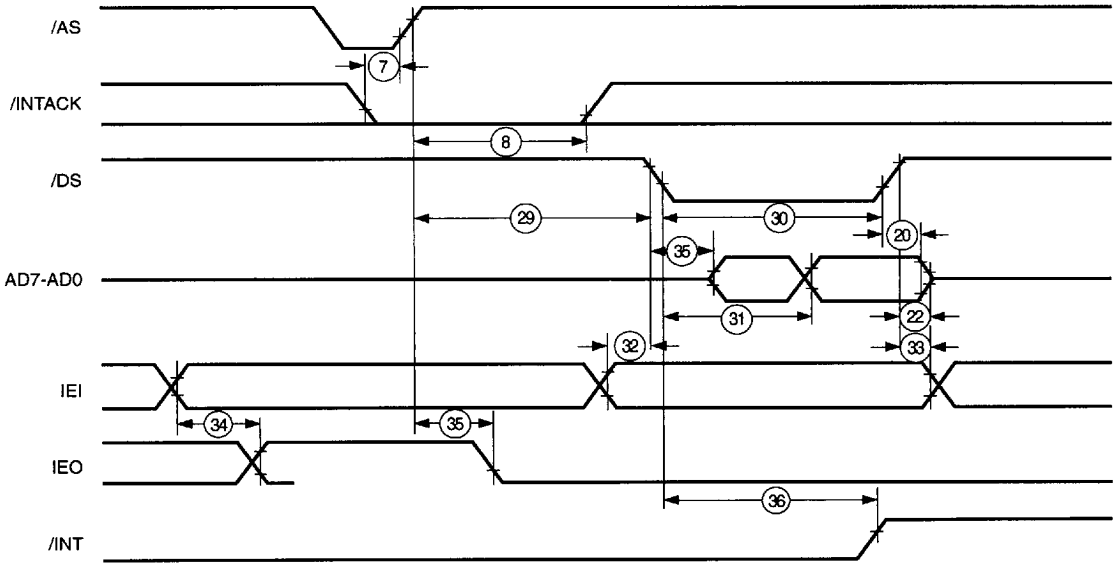 /AS
7
/INTACK
8
/DS
29
30
20
35
AD7-AD0
31
22
32
33
IEI
34
35
IEO
36
/INT